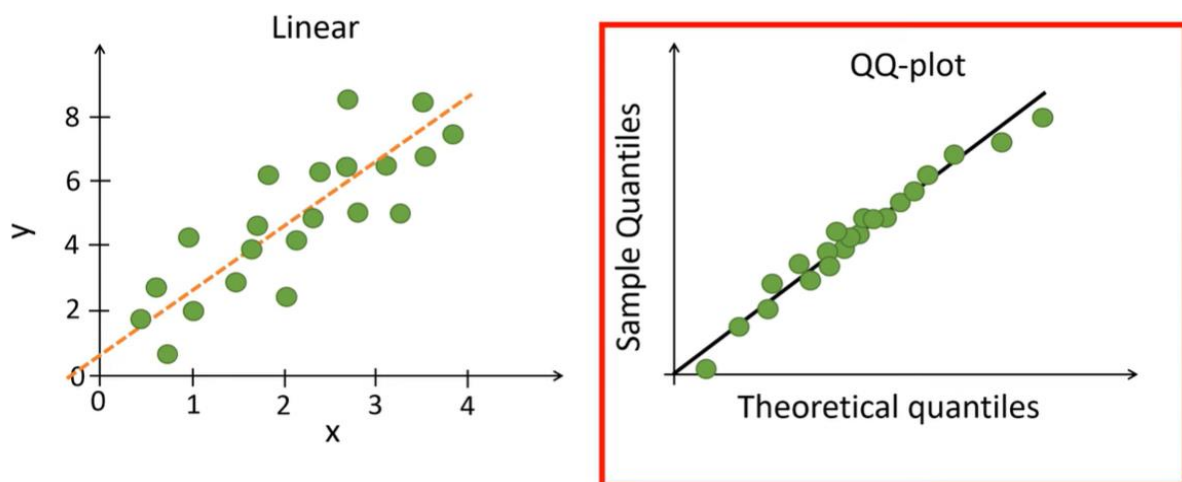 Linear
8
6
4
2
0
0 1 2 3 4
x
y
QQ-plot
Sample Quantiles
Theoretical quantiles